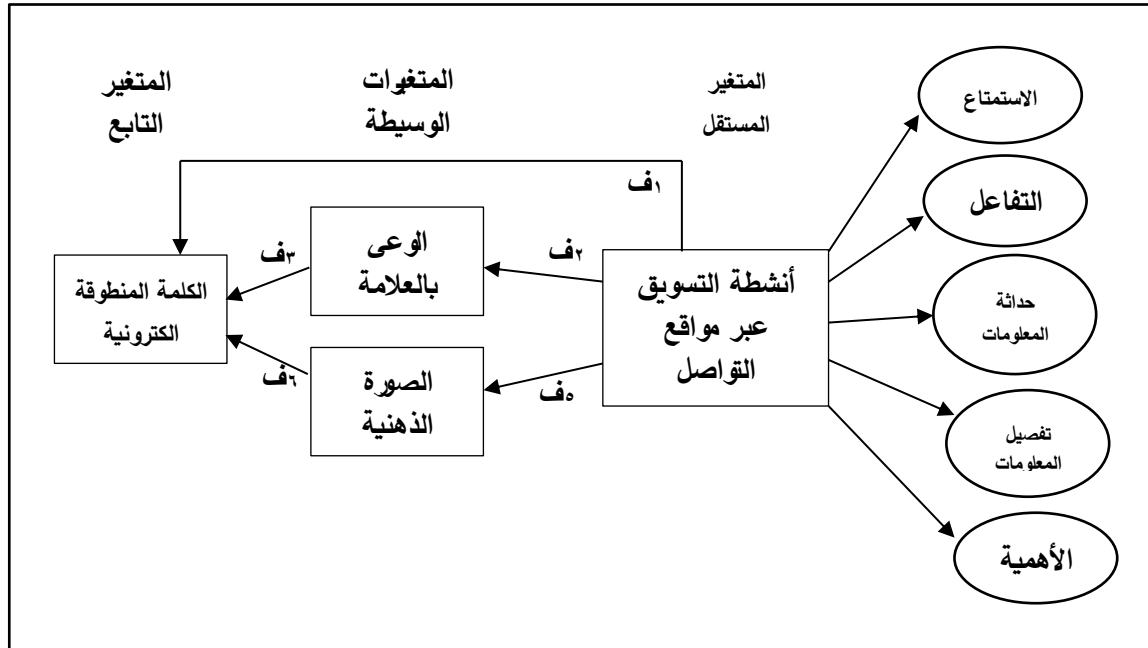 المتغير
المستقل
المتغيرات
الوسيطة
المتغير
التابع
الاستمتاع
التفاعل
حداثة
المعلومات
تفصيل
المعلومات
الأهمية
أنشطة التسويق
عبر مواقع
التواصل
ف١
ف٢
ف٥
الوعى
بالعلامة
الصورة
الذهنية
ف٣
ف٦
الكلمة المنطوقة
الكترونية